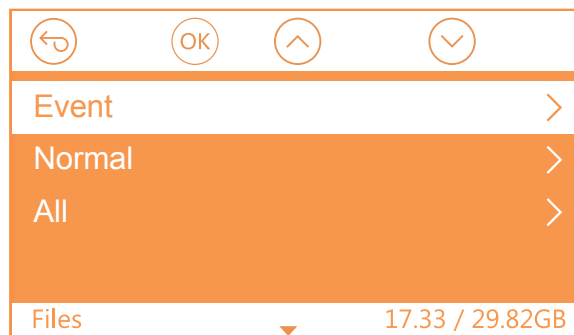 OK
Event
Normal
All
Files 17.33 / 29.82GB